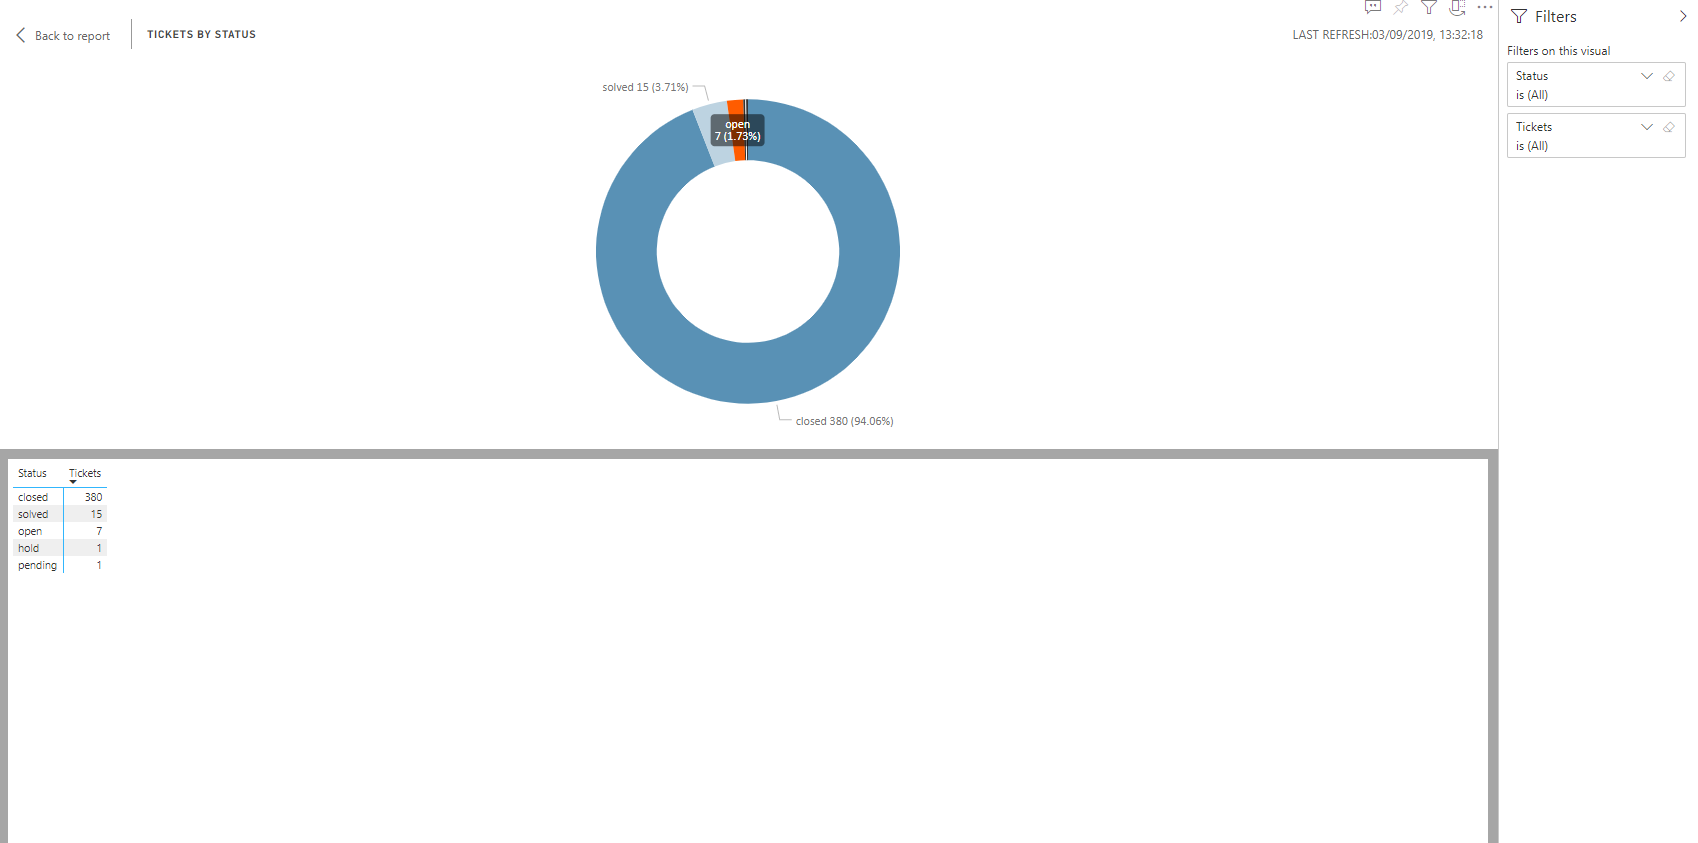 Back to report
TICKETS BY STATUS
LAST REFRESH:03/09/2019, 13:32:18
solved 15 (3.71%)
open
7 (1.73%)
closed 380 (94.06%)
Status Tickets
closed 380
solved 15
open 7
hold 1
pending 1
Filters
Filters on this visual
Status
is (All)
Tickets
is (All)